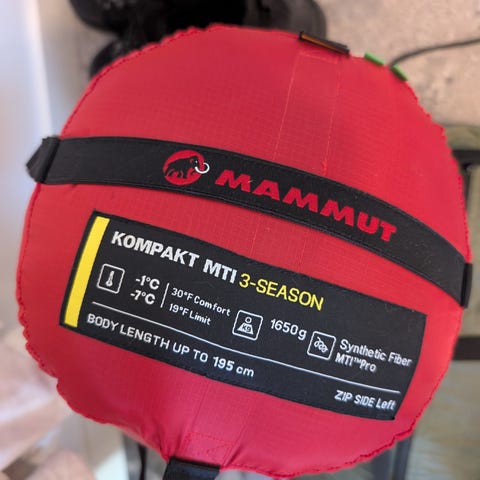 MAMMUT
KOMPAKT MTI 3-SEASON
-1°C
-7°C
30°F Comfort
19°F Limit
KG
1650g
Synthetic Fiber
MTI™Pro
BODY LENGTH UP TO 195 cm
ZIP SIDE Left